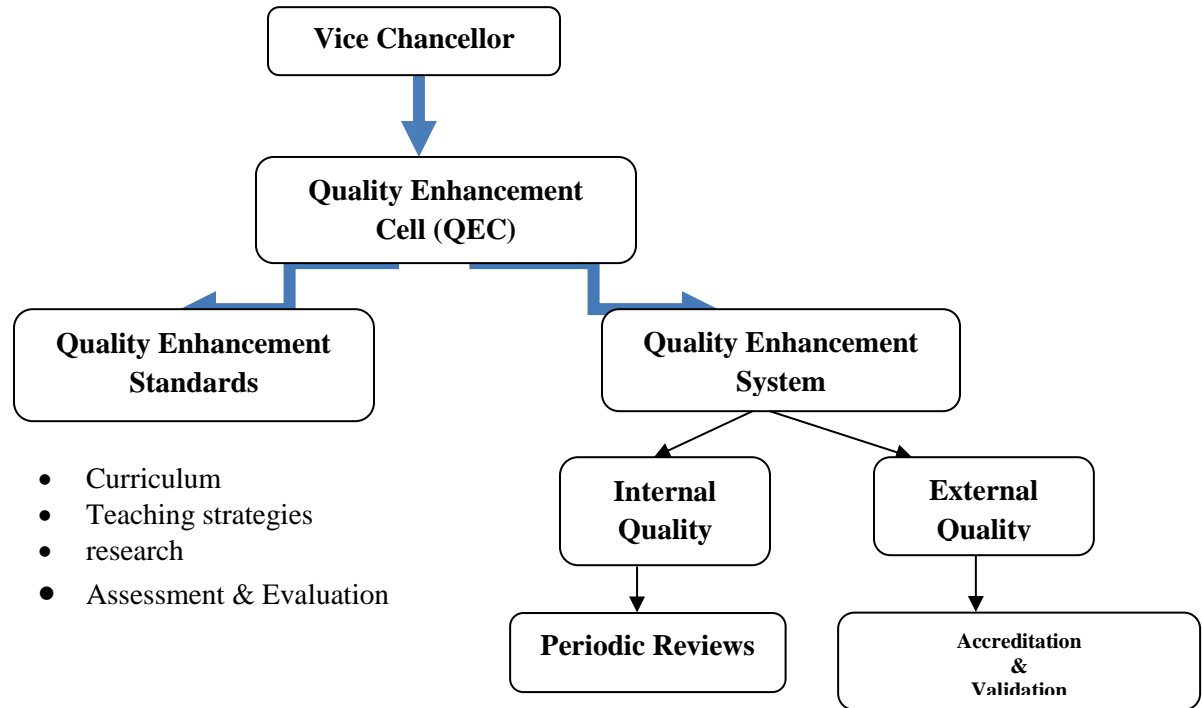 Vice Chancellor
Quality Enhancement
Cell (QEC)
Quality Enhancement
Standards
Quality Enhancement
System
• Curriculum
• Teaching strategies
• research
• Assessment & Evaluation
Internal
Quality
External
Quality
Periodic Reviews
Accreditation
&
Validation